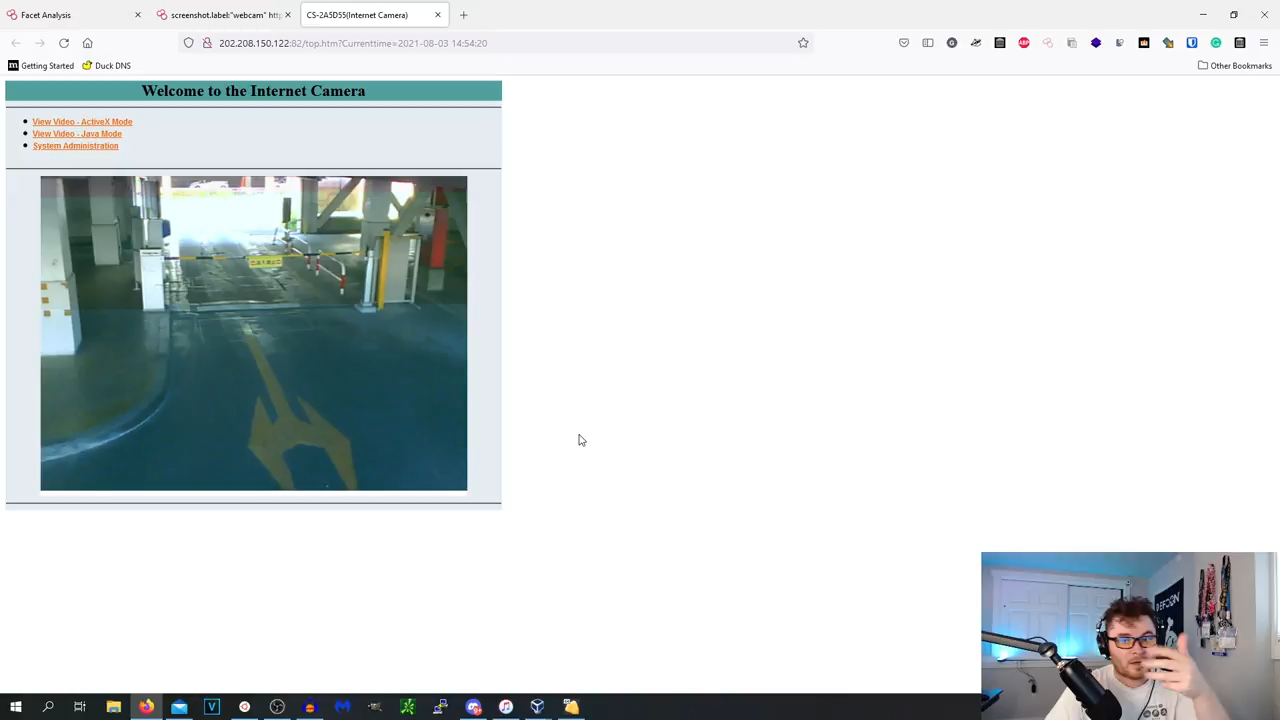 Facet Analysis
screenshot.label:"webcam" htt
CS-2A5D55(Internet Camera)
202.208.150.122:82/top.htm?Currenttime=2021-08-03 14:54:20
Getting Started
Duck DNS
Other Bookmarks
Welcome to the Internet Camera
View Video - ActiveX Mode
View Video - Java Mode
System Administration
DEFCON